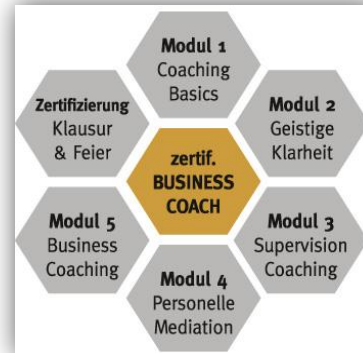 Modul 1
Coaching
Basics
Modul 2
Geistige
Klarheit
Modul 3
Supervision
Coaching
Modul 4
Personelle
Mediation
Modul 5
Business
Coaching
Zertifizierung
Klausur
& Feier
zertif.
BUSINESS
COACH